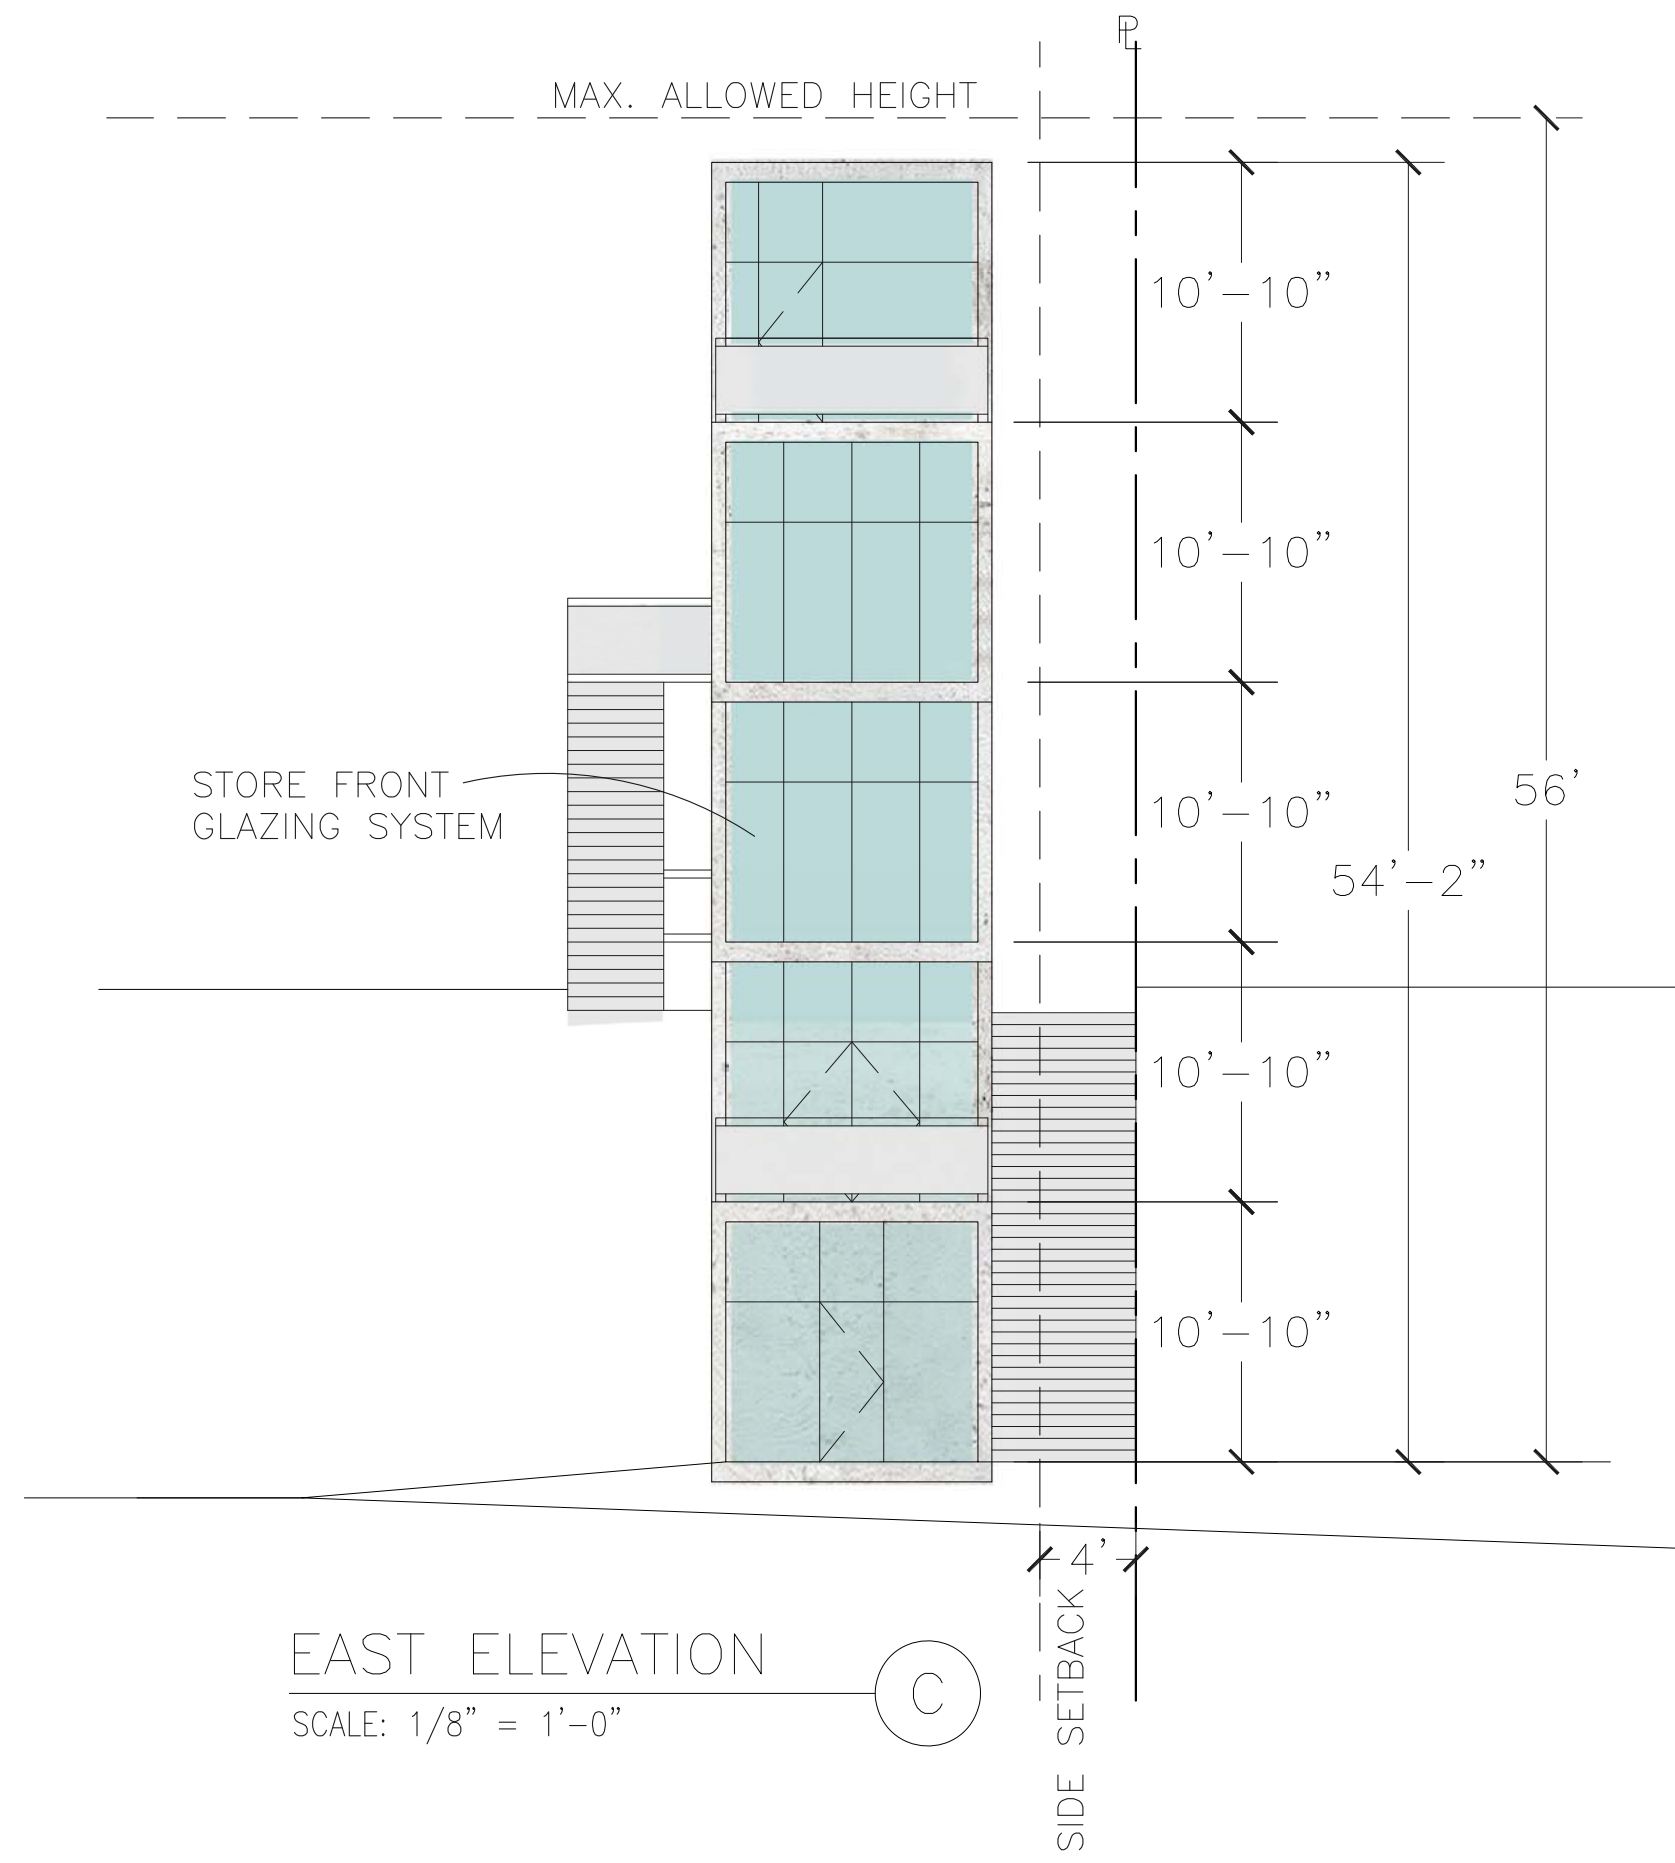 PL
MAX. ALLOWED HEIGHT
10'-10"
10'-10"
STORE FRONT
GLAZING SYSTEM
10'-10"
56'
54'-2"
10'-10"
10'-10"
4'
SIDE SETBACK
EAST ELEVATION
C
SCALE: 1/8" = 1'-0"